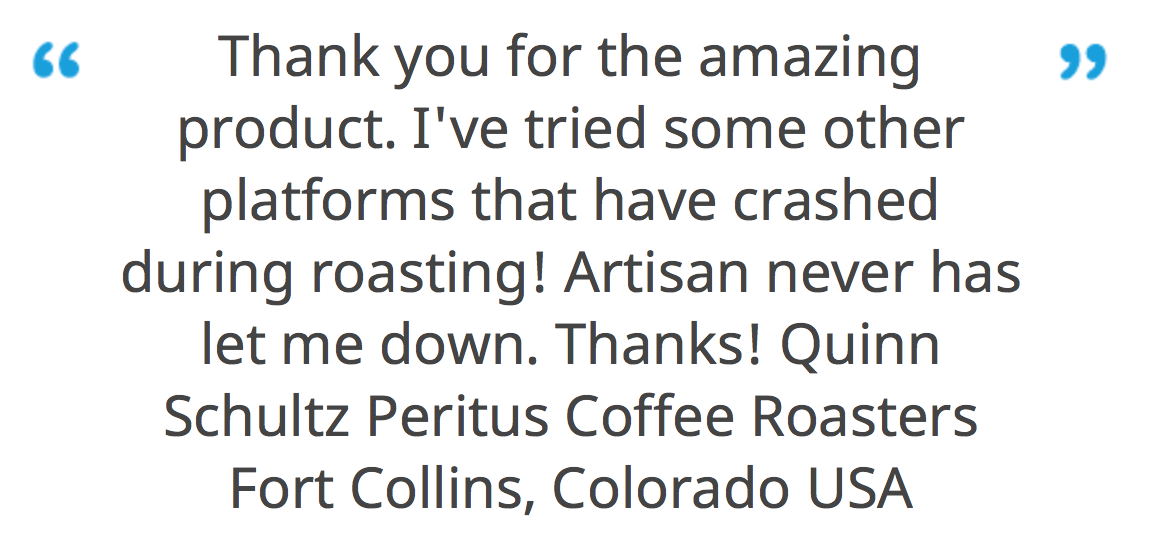 “ Thank you for the amazing ”
product. I've tried some other
platforms that have crashed
during roasting! Artisan never has
let me down. Thanks! Quinn
Schultz Peritus Coffee Roasters
Fort Collins, Colorado USA